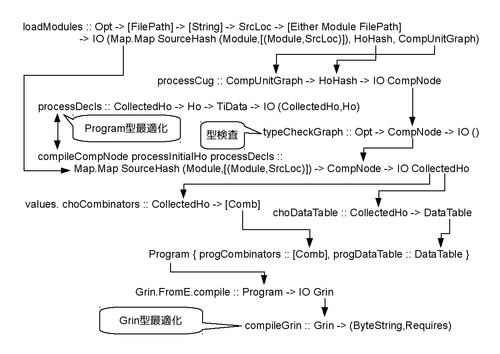 loadModules :: Opt -> [FilePath] -> [String] -> SrcLoc -> [Either Module FilePath]
-> IO (Map.Map SourceHash (Module,[(Module,SrcLoc)]), HoHash, CompUnitGraph)
processCug :: CompUnitGraph -> HoHash -> IO CompNode
processDecls :: CollectedHo -> Ho -> TiData -> IO (CollectedHo,Ho)
Program型最適化
型検査
typeCheckGraph :: Opt -> CompNode -> IO ()
compileCompNode processInitialHo processDecls ::
Map.Map SourceHash (Module,[(Module,SrcLoc)]) -> CompNode -> IO CollectedHo
values. choCombinators :: CollectedHo -> [Comb]
choDataTable :: CollectedHo -> DataTable
Program { progCombinators :: [Comb], progDataTable :: DataTable }
Grin.FromE.compile :: Program -> IO Grin
Grin型最適化
compileGrin :: Grin -> (ByteString,Requires)